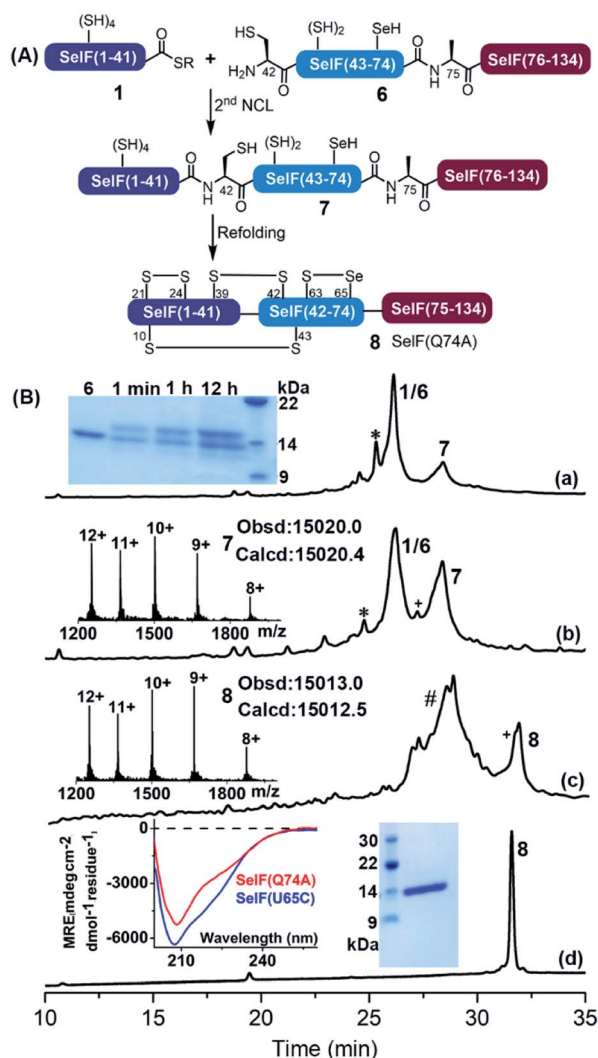 (A)
(SH)4
SelF(1-41)
O
SR
1
+
HS
H2N
42
O
(SH)2
SeH
SelF(43-74)
6
O
N
H
75
O
SelF(76-134)
2nd NCL
(SH)4
SelF(1-41)
O
N
H
42
SH
O
(SH)2
SeH
SelF(43-74)
7
O
N
H
75
O
SelF(76-134)
Refolding
S S S S S Se
21 24 39 42 63 65
SelF(1-41) SelF(42-74) SelF(75-134)
10 43
S S
8 SelF(Q74A)
(B)
6 1 min 1 h 12 h kDa
22
14
9
* 1/6 7
(a)
12+ 11+ 10+ 9+ 8+
7 Obsd:15020.0
Calcd:15020.4
1200 1500 1800 m/z
* 1/6 + 7
(b)
12+ 11+ 10+ 9+ 8+
8 Obsd:15013.0
Calcd:15012.5
1200 1500 1800 m/z
# + 8
(c)
0
-3000
-6000
MRE,mdeg cm-2
dmol-1 residue-1
SelF(Q74A)
SelF(U65C)
Wavelength (nm)
210 240
30
22
14
9
kDa
8
(d)
10 15 20 25 30 35
Time (min)